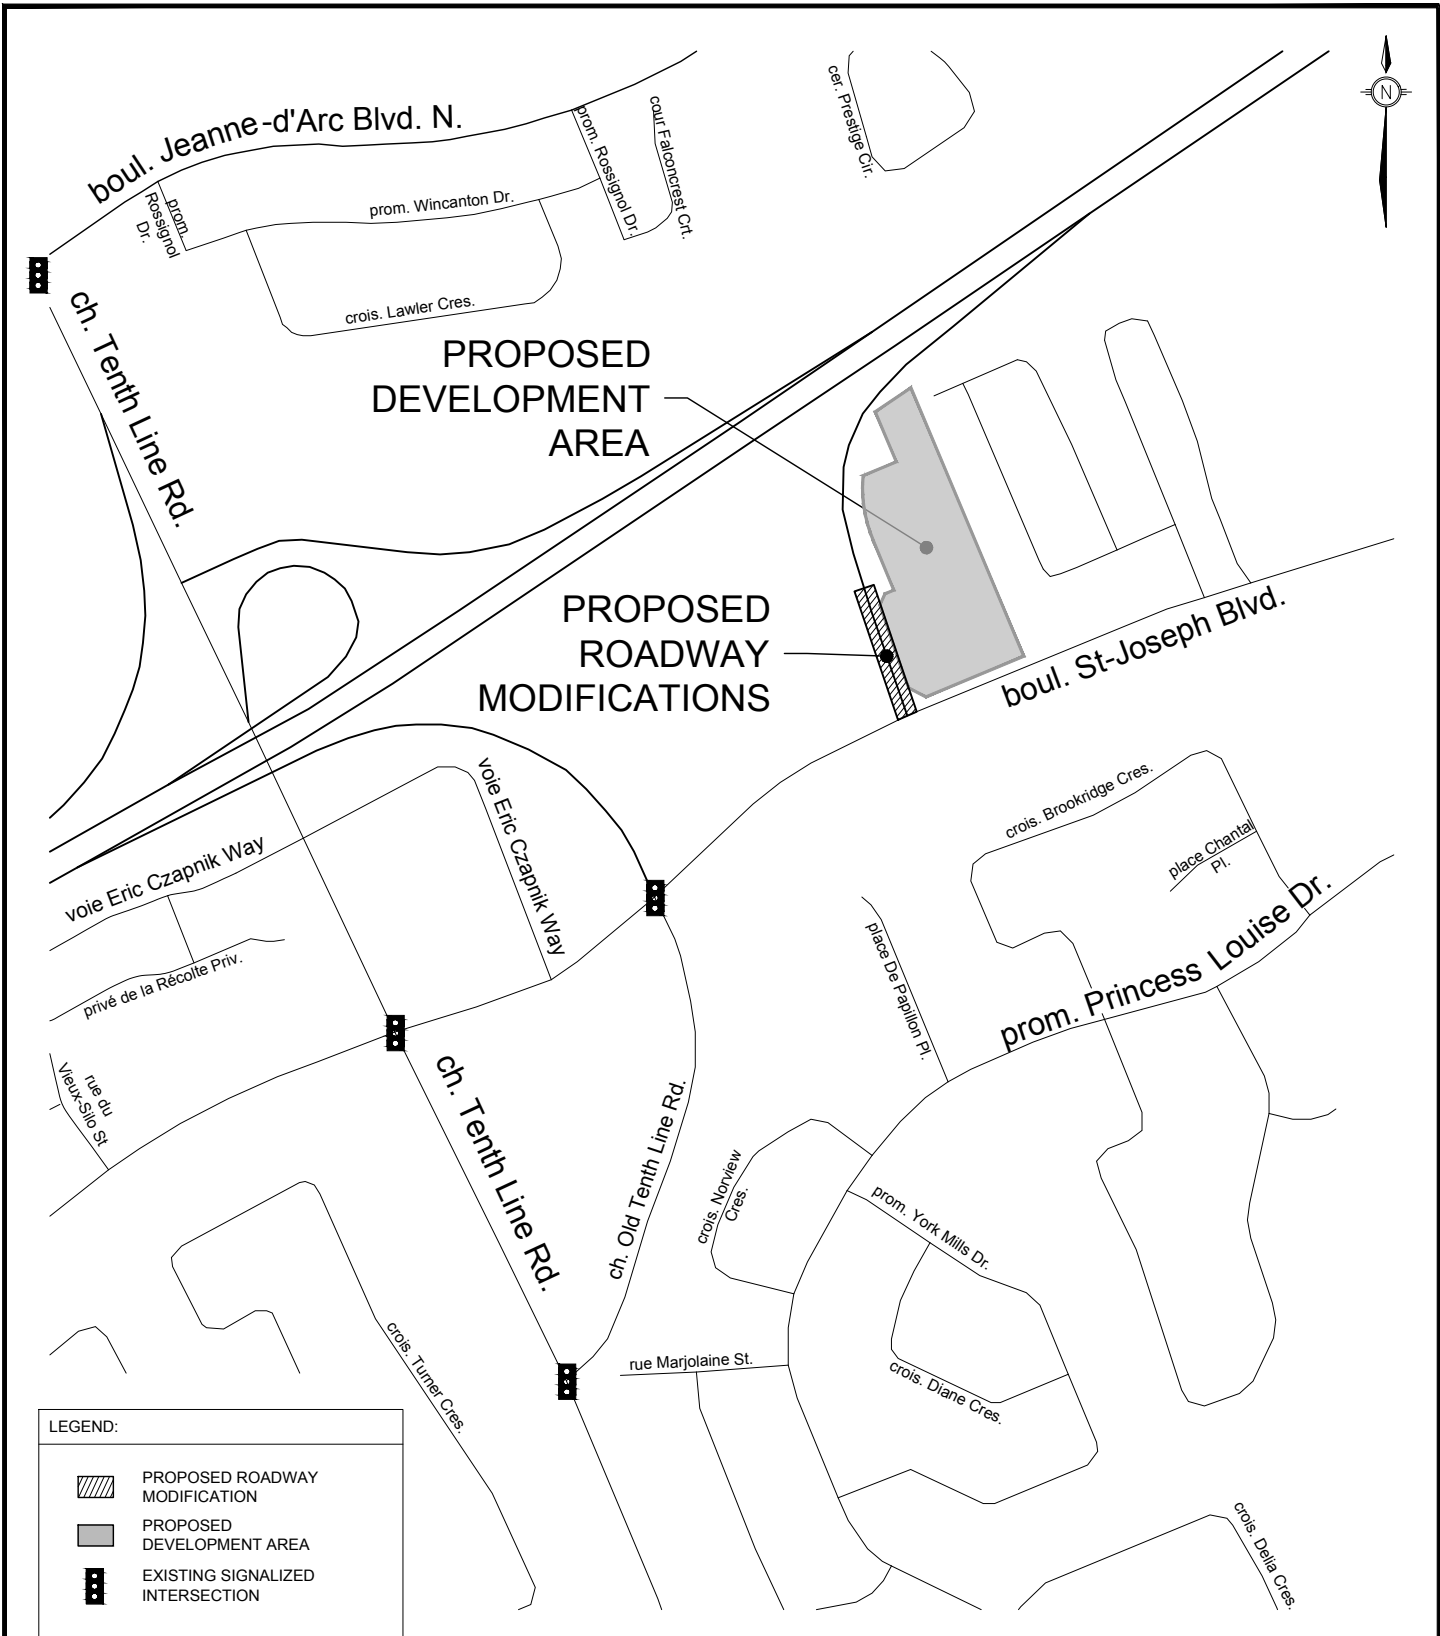 boul. Jeanne-d'Arc Blvd. N.
cer. Prestige Cir.
N
prom. Rossignol Dr.
cour Falconcrest Crt.
prom.
Rossignol
Dr.
prom. Wincanton Dr.
crois. Lawler Cres.
ch. Tenth Line Rd.
PROPOSED
DEVELOPMENT
AREA
PROPOSED
ROADWAY
MODIFICATIONS
boul. St-Joseph Blvd.
voie Eric Czapnik Way
voie Eric Czapnik Way
crois. Brookridge Cres.
place Chantal
Pl.
privé de la Récolte Priv.
place De Papillon Pl.
prom. Princess Louise Dr.
rue du
Vieux-Silo St
ch. Tenth Line Rd.
ch. Old Tenth Line Rd.
crois. Norview
Cres.
prom. York Mills Dr.
crois. Turner Cres.
rue Marjolaine St.
crois. Diane Cres.
crois. Delia Cres.
LEGEND:
PROPOSED ROADWAY
MODIFICATION
PROPOSED
DEVELOPMENT AREA
EXISTING SIGNALIZED
INTERSECTION